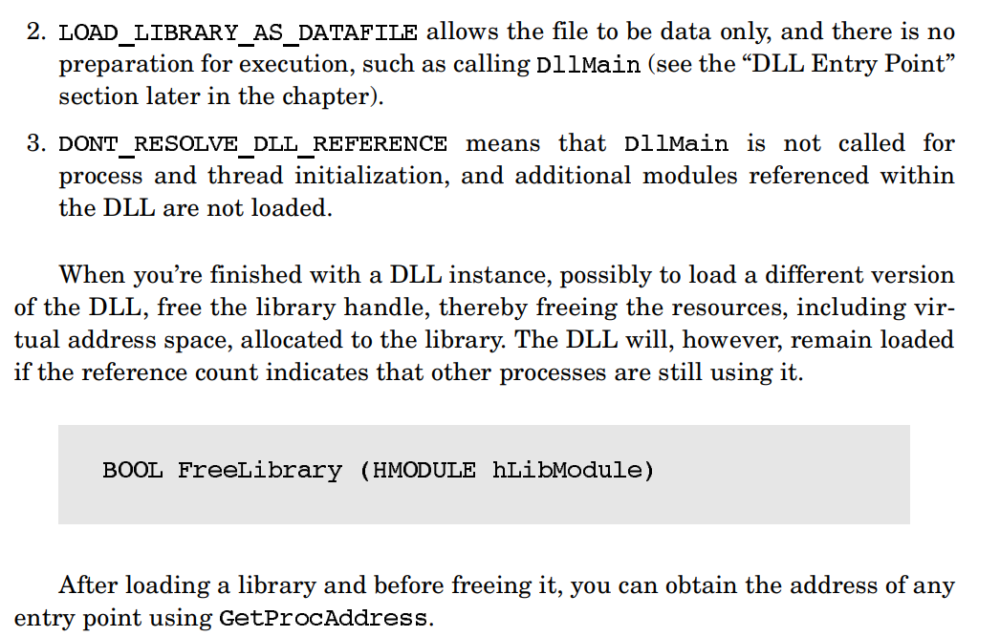 2. LOAD_LIBRARY_AS_DATAFILE allows the file to be data only, and there is no
preparation for execution, such as calling DllMain (see the “DLL Entry Point”
section later in the chapter).
3. DONT_RESOLVE_DLL_REFERENCE means that DllMain is not called for
process and thread initialization, and additional modules referenced within
the DLL are not loaded.
When you’re finished with a DLL instance, possibly to load a different version
of the DLL, free the library handle, thereby freeing the resources, including vir-
tual address space, allocated to the library. The DLL will, however, remain loaded
if the reference count indicates that other processes are still using it.
BOOL FreeLibrary (HMODULE hLibModule)
After loading a library and before freeing it, you can obtain the address of any
entry point using GetProcAddress.